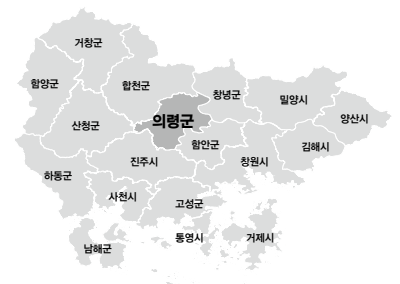 거창군
함양군
합천군
창녕군
밀양시
산청군
의령군
양산시
함안군
김해시
진주시
창원시
하동군
사천시
고성군
통영시
거제시
남해군